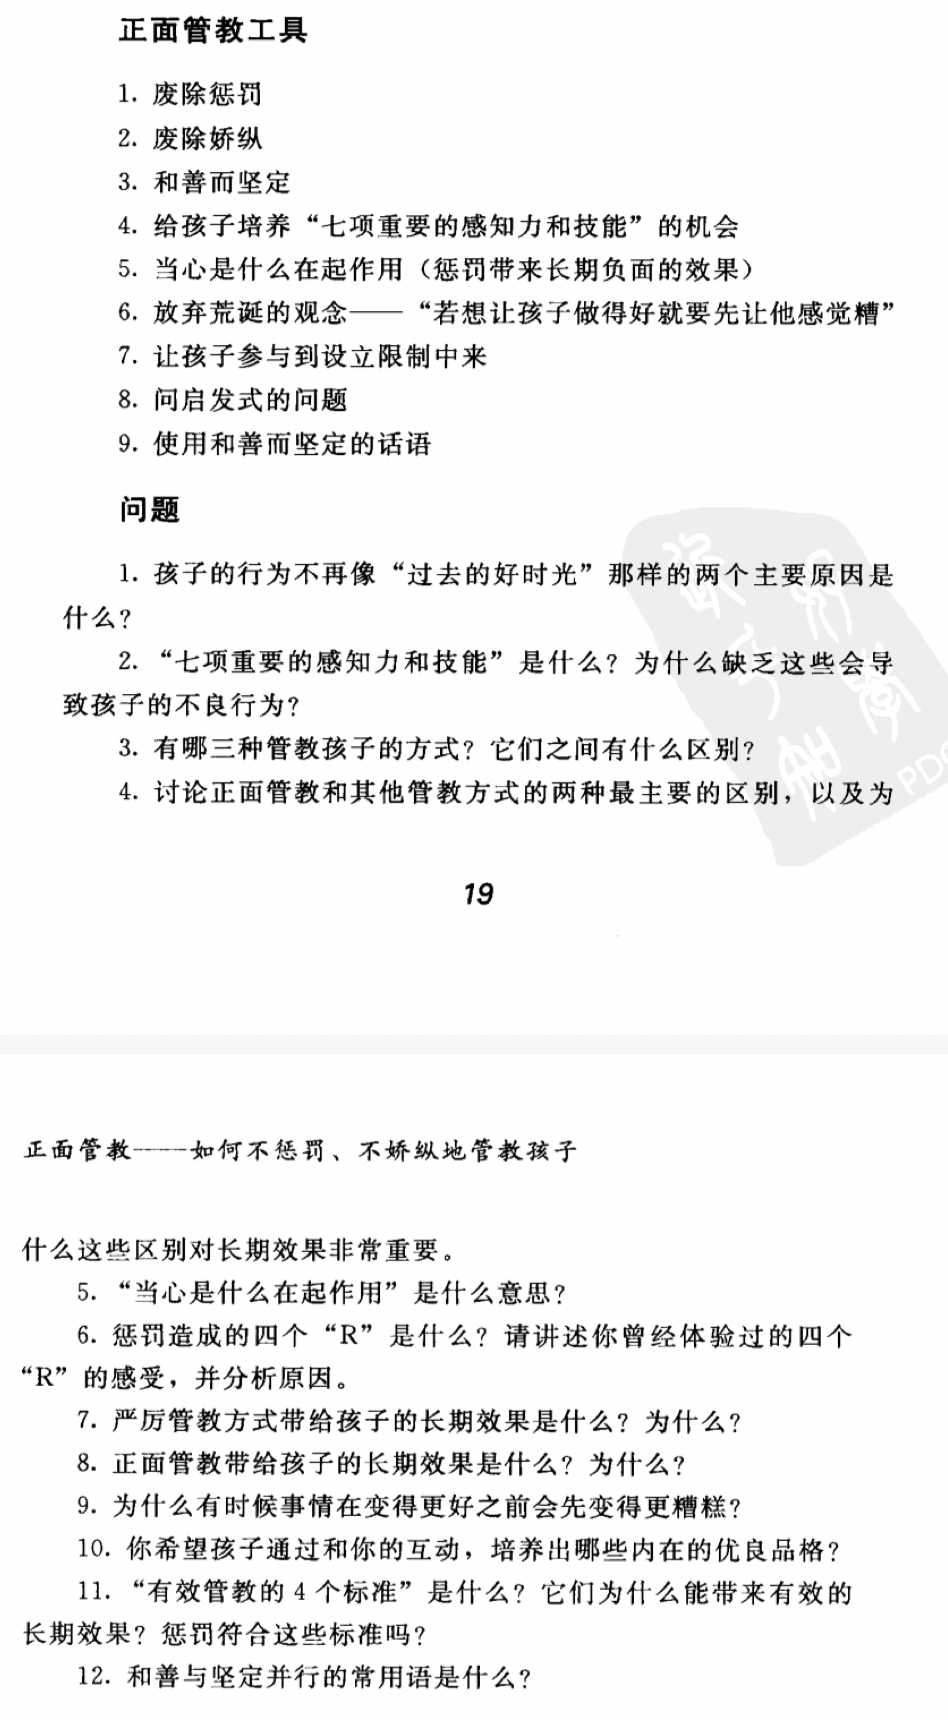 正面管教工具
1. 废除惩罚
2. 废除娇纵
3. 和善而坚定
4. 给孩子培养“七项重要的感知力和技能”的机会
5. 当心是什么在起作用（惩罚带来长期负面的效果）
6. 放弃荒诞的观念——“若想让孩子做得好就要先让他感觉糟”
7. 让孩子参与到设立限制中来
8. 问启发式的问题
9. 使用和善而坚定的话语
问题
1. 孩子的行为不再像“过去的好时光”那样的两个主要原因是
什么？
2. “七项重要的感知力和技能”是什么？为什么缺乏这些会导
致孩子的不良行为？
3. 有哪三种管教孩子的方式？它们之间有什么区别？
4. 讨论正面管教和其他管教方式的两种最主要的区别，以及为
19
正面管教——如何不惩罚、不娇纵地管教孩子
什么这些区别对长期效果非常重要。
5. “当心是什么在起作用”是什么意思？
6. 惩罚造成的四个“R”是什么？请讲述你曾经体验过的四个
“R”的感受，并分析原因。
7. 严厉管教方式带给孩子的长期效果是什么？为什么？
8. 正面管教带给孩子的长期效果是什么？为什么？
9. 为什么有时候事情在变得更好之前会先变得更糟糕？
10. 你希望孩子通过和你的互动，培养出哪些内在的优良品格？
11. “有效管教的 4 个标准”是什么？它们为什么能带来有效的
长期效果？惩罚符合这些标准吗？
12. 和善与坚定并行的常用语是什么？